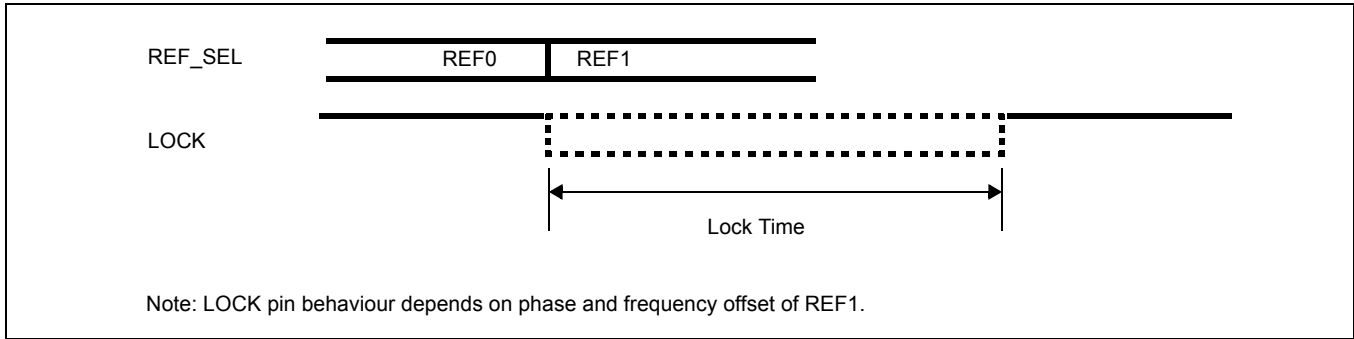 REF_SEL REF0 REF1
LOCK
Lock Time
Note: LOCK pin behaviour depends on phase and frequency offset of REF1.